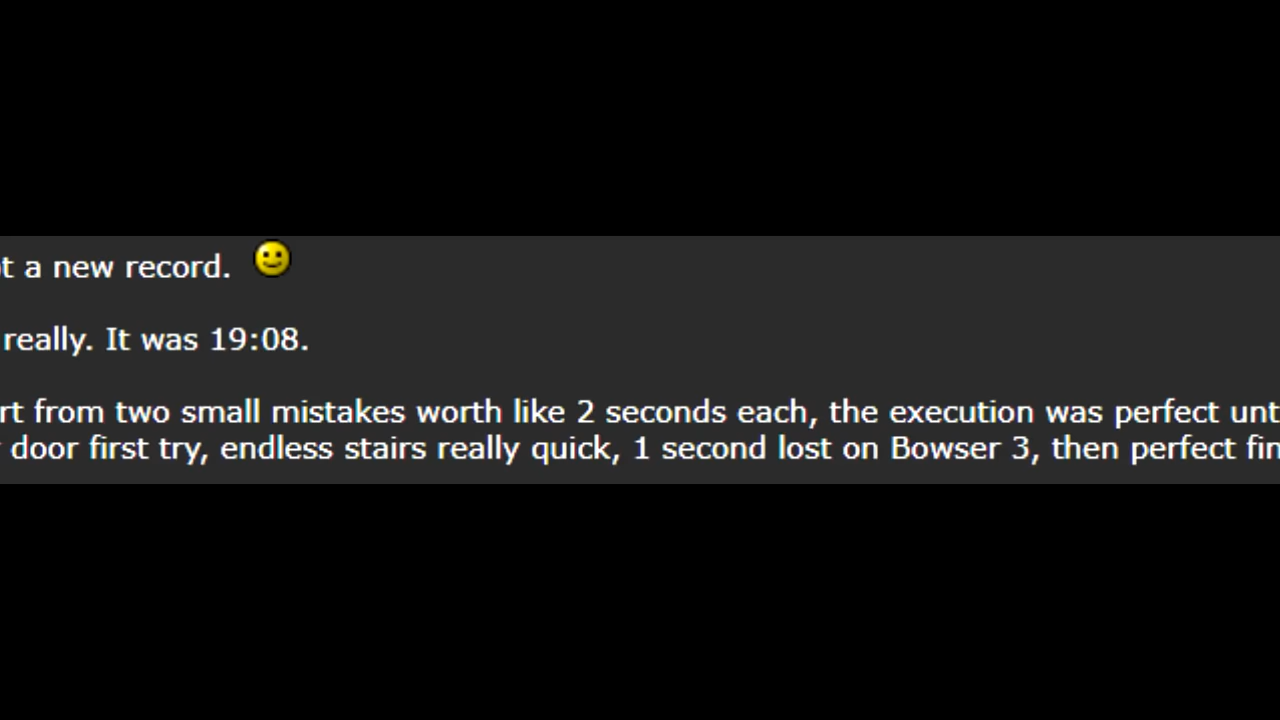 t a new record.
really. It was 19:08.
rt from two small mistakes worth like 2 seconds each, the execution was perfect unt
door first try, endless stairs really quick, 1 second lost on Bowser 3, then perfect fin